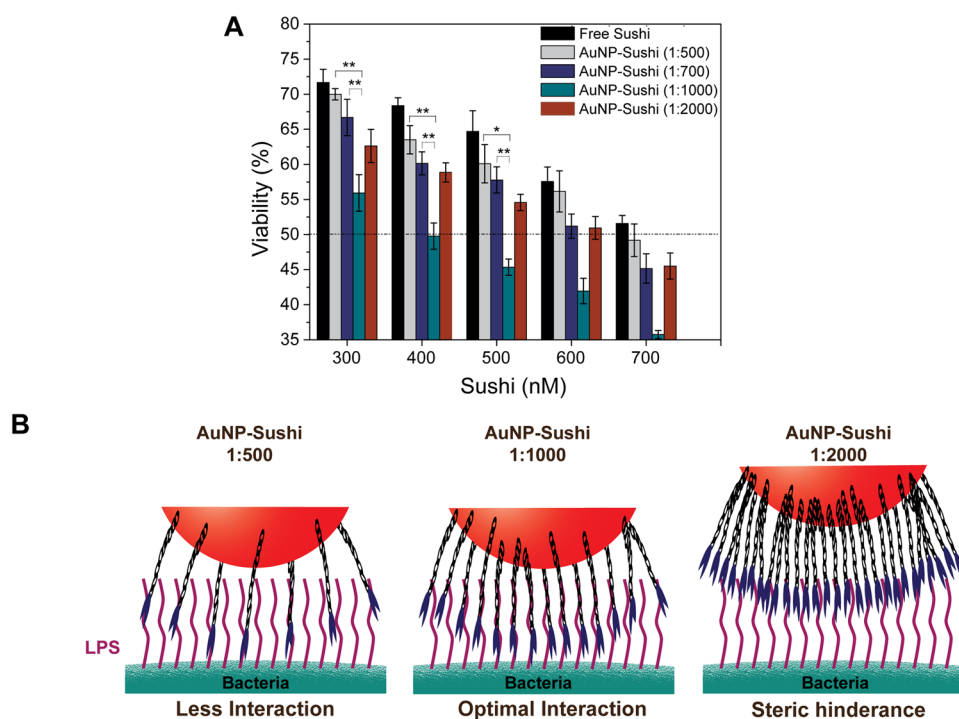 A
80
75
70
65
60
55
50
45
40
35
Viability (%)
Free Sushi
AuNP-Sushi (1:500)
AuNP-Sushi (1:700)
AuNP-Sushi (1:1000)
AuNP-Sushi (1:2000)
** ** *
** ** **
300 400 500 600 700
Sushi (nM)
B
AuNP-Sushi
1:500
AuNP-Sushi
1:1000
AuNP-Sushi
1:2000
LPS
Bacteria Bacteria Bacteria
Less Interaction Optimal Interaction Steric hinderance